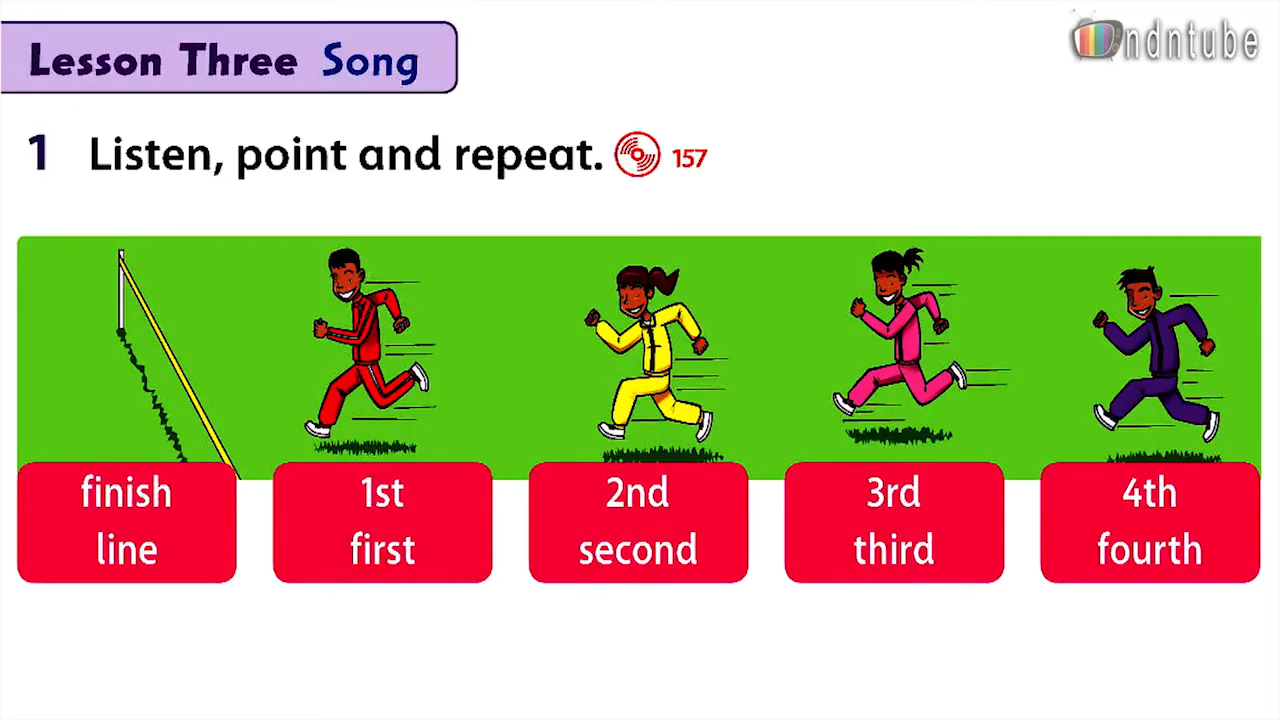 Lesson Three Song
ndntube
1 Listen, point and repeat. 157
finish
line
1st
first
2nd
second
3rd
third
4th
fourth